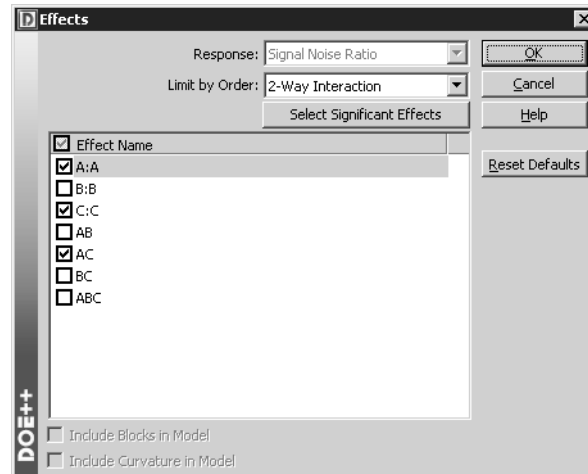 Effects
Response: Signal Noise Ratio
OK
Limit by Order: 2-Way Interaction
Cancel
Select Significant Effects
Help
Effect Name
Reset Defaults
A:A
B:B
C:C
AB
AC
BC
ABC
Include Blocks in Model
Include Curvature in Model
DOE++